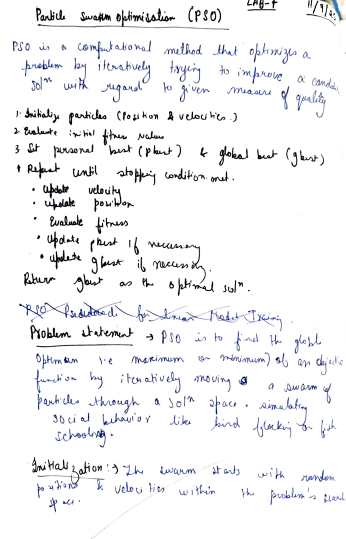 LAB-4
11/9/25
Particle swarm optimisation (PSO)
PSO is a computational method that optimizes a
problem by iteratively trying to improve a candi
solⁿ with regard to given measure of quality
1. Initialize particles (Position & velocities.)
2 Evaluate initial fitness values
3 Set personal best (pbest) & global best (gbest)
4 Repeat until stopping condition met.
• update velocity
• update position
• Evaluate fitness
• update pbest if necessary
• update gbest if necessary.
Return gbest as the optimal solⁿ.
PSO Pseudocode for Linear Model Training
Problem statement → PSO is to find the global
optimum i.e maximum or minimum) of an objective
function by iteratively moving a swarm of
particles through a solⁿ space. simulating
social behavior like bird flocking or fish
schooling.
Initialization :→ The swarm starts with random
positions & velocities within the problem's search
space.